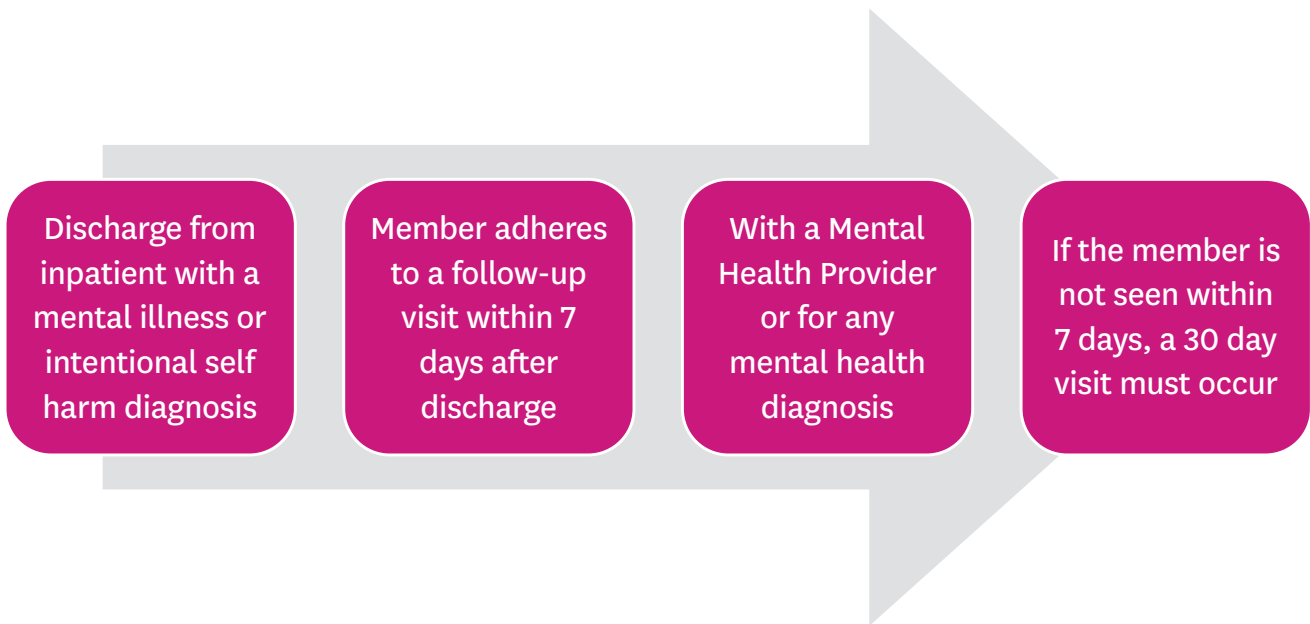 Discharge from
inpatient with a
mental illness or
intentional self
harm diagnosis
Member adheres
to a follow-up
visit within 7
days after
discharge
With a Mental
Health Provider
or for any
mental health
diagnosis
If the member is
not seen within
7 days, a 30 day
visit must occur